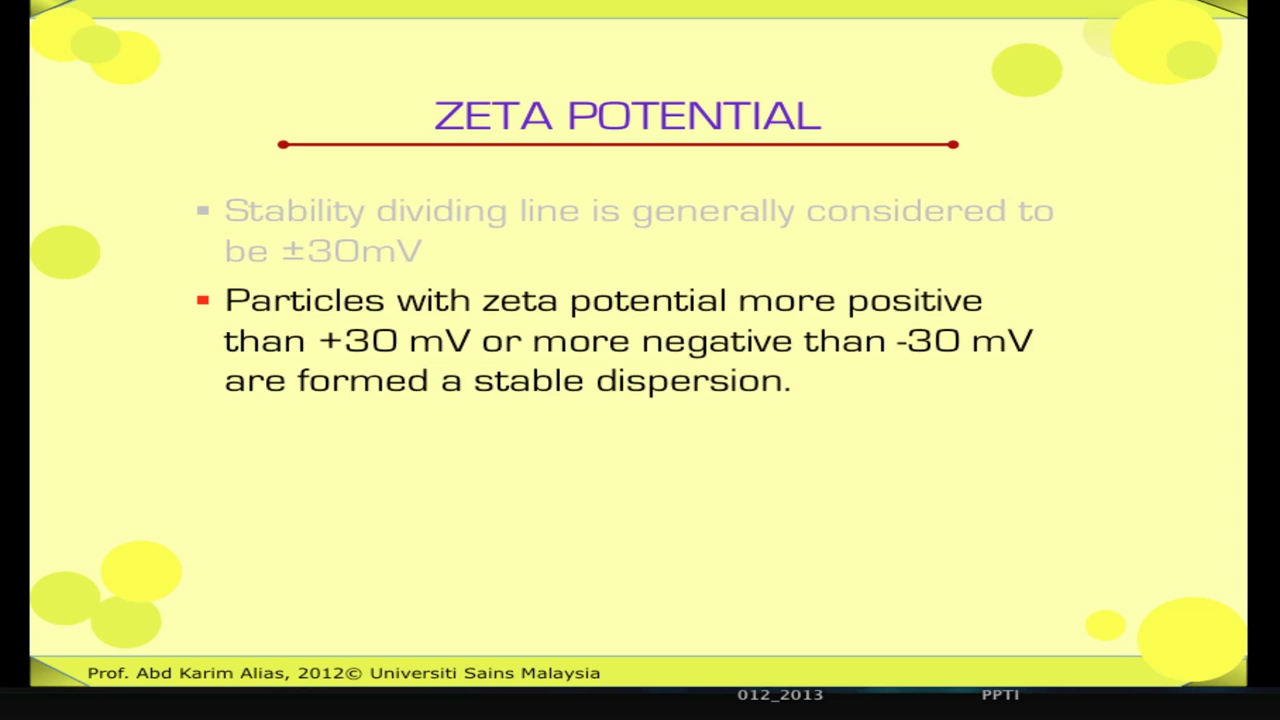 ZETA POTENTIAL
Stability dividing line is generally considered to
be ±30mV
Particles with zeta potential more positive
than +30 mV or more negative than -30 mV
are formed a stable dispersion.
Prof. Abd Karim Alias, 2012© Universiti Sains Malaysia
012_2013 PPTI